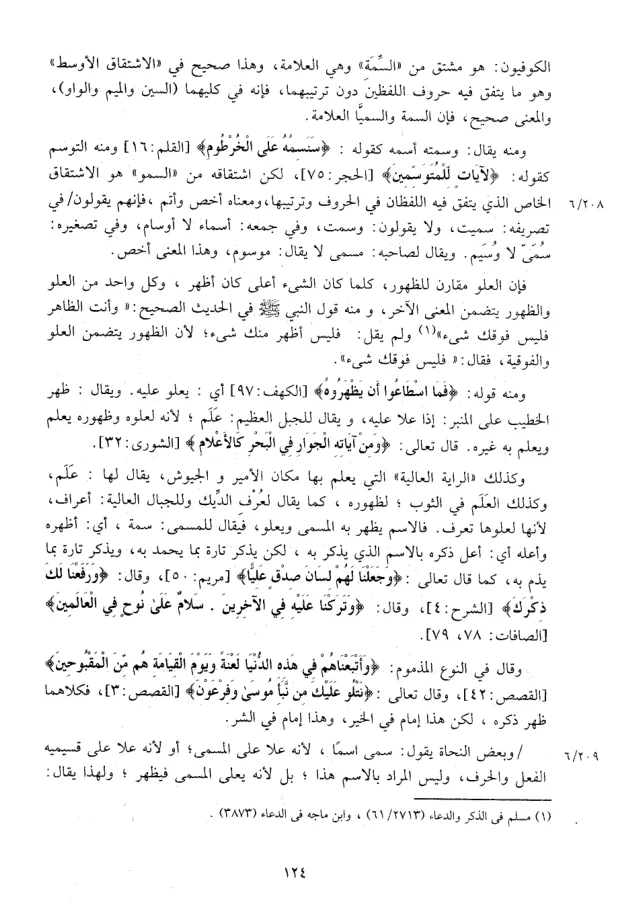 الكوفيون: هو مشتق من «السِّمَة» وهي العلامة، وهذا صحيح في «الاشتقاق الأوسط»
وهو ما يتفق فيه حروف اللفظين دون ترتيبهما، فإنه في كليهما (السين والميم والواو)،
والمعنى صحيح، فإن السمة والسميَّا العلامة.
ومنه يقال: وسمته أسمه كقوله : ﴿سَنَسِمُهُ عَلَى الْخُرْطُومِ﴾ [القلم:١٦] ومنه التوسم
كقوله: ﴿لآيَاتٍ لِّلْمُتَوَسِّمِينَ﴾ [الحجر:٧٥]، لكن اشتقاقه من «السمو» هو الاشتقاق
٦/٢٠٨ الخاص الذي يتفق فيه اللفظان في الحروف وترتيبها،ومعناه أخص وأتم ،فإنهم يقولون/في
تصريفه: سميت، ولا يقولون: وسمت، وفي جمعه: أسماء لا أوسام، وفي تصغيره:
سُمَىّ لا وُسَيم. ويقال لصاحبه: مسمى لا يقال: موسوم، وهذا المعنى أخص.
فإن العلو مقارن للظهور، كلما كان الشىء أعلى كان أظهر ، وكل واحد من العلو
والظهور يتضمن المعنى الآخر، و منه قول النبي ﷺ في الحديث الصحيح:« وأنت الظاهر
فليس فوقك شىء»(١) ولم يقل: فليس أظهر منك شىء؛ لأن الظهور يتضمن العلو
والفوقية، فقال:« فليس فوقك شىء».
ومنه قوله: ﴿فَمَا اسْطَاعُوا أَن يَظْهَرُوهُ﴾ [الكهف:٩٧] أي : يعلو عليه. ويقال : ظهر
الخطيب على المنبر: إذا علا عليه، و يقال للجبل العظيم: عَلَم ؛ لأنه لعلوه وظهوره يعلم
ويعلم به غيره. قال تعالى: ﴿وَمِنْ آيَاتِهِ الْجَوَارِ فِي الْبَحْرِ كَالأَعْلامِ ﴾ [الشورى:٣٢].
وكذلك «الراية العالية» التي يعلم بها مكان الأمير و الجيوش، يقال لها : عَلَم،
وكذلك العَلَم في الثوب ؛ لظهوره ، كما يقال لعُرْف الدِّيك وللجبال العالية: أعراف،
لأنها لعلوها تعرف. فالاسم يظهر به المسمى ويعلو، فيقال للمسمى: سمة ، أي: أظهره
وأعله أي: أعل ذكره بالاسم الذي يذكر به ، لكن يذكر تارة بما يحمد به، ويذكر تارة بما
يذم به، كما قال تعالى :﴿وَجَعَلْنَا لَهُمْ لِسَانَ صِدْقٍ عَلِيًّا﴾ [مريم:٥٠]، وقال: ﴿وَرَفَعْنَا لَكَ
ذِكْرَكَ﴾ [الشرح:٤]، وقال: ﴿وَتَرَكْنَا عَلَيْهِ فِي الآخِرِينَ . سَلامٌ عَلَىٰ نُوحٍ فِي الْعَالَمِينَ﴾
[الصافات: ٧٨، ٧٩].
وقال في النوع المذموم: ﴿وَأَتْبَعْنَاهُمْ فِي هَذِهِ الدُّنْيَا لَعْنَةً وَيَوْمَ الْقِيَامَةِ هُم مِّنَ الْمَقْبُوحِينَ﴾
[القصص:٤٢]، وقال تعالى :﴿نَتْلُو عَلَيْكَ مِن نَّبَأِ مُوسَىٰ وَفِرْعَوْنَ﴾ [القصص:٣]، فكلاهما
ظهر ذكره ، لكن هذا إمام في الخير، وهذا إمام في الشر.
٦/٢٠٩ /وبعض النحاة يقول: سمى اسمًا ، لأنه علا على المسمى؛ أو لأنه علا على قسيميه
الفعل والحرف، وليس المراد بالاسم هذا ؛ بل لأنه يعلى المسمى فيظهر ؛ ولهذا يقال:
(١) مسلم فى الذكر والدعاء (٦١/٢٧١٣) ، وابن ماجه فى الدعاء (٣٨٧٣) .
١٢٤